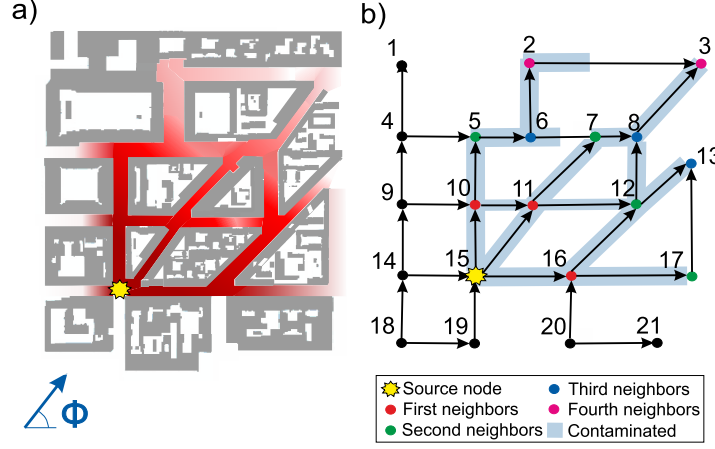 a)
b)
1
2
3
4
5
6
7
8
13
9
10
11
12
14
15
16
17
18
19
20
21
Φ
Source node
Third neighbors
First neighbors
Fourth neighbors
Second neighbors
Contaminated